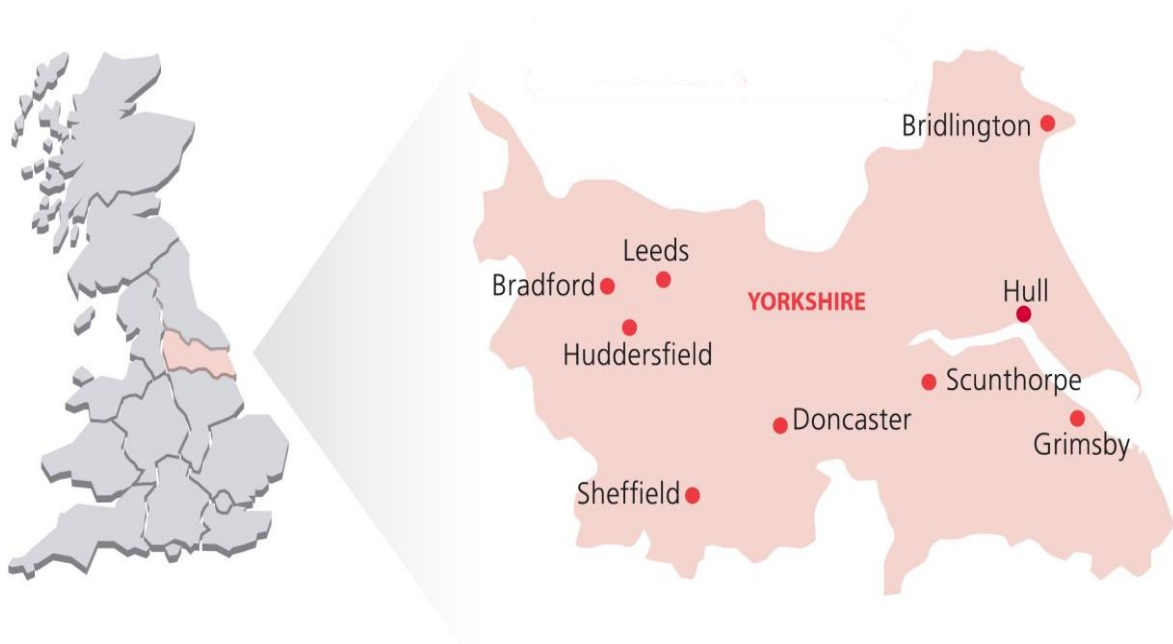 Bridlington
Leeds
Bradford
YORKSHIRE
Hull
Huddersfield
Scunthorpe
Doncaster
Grimsby
Sheffield